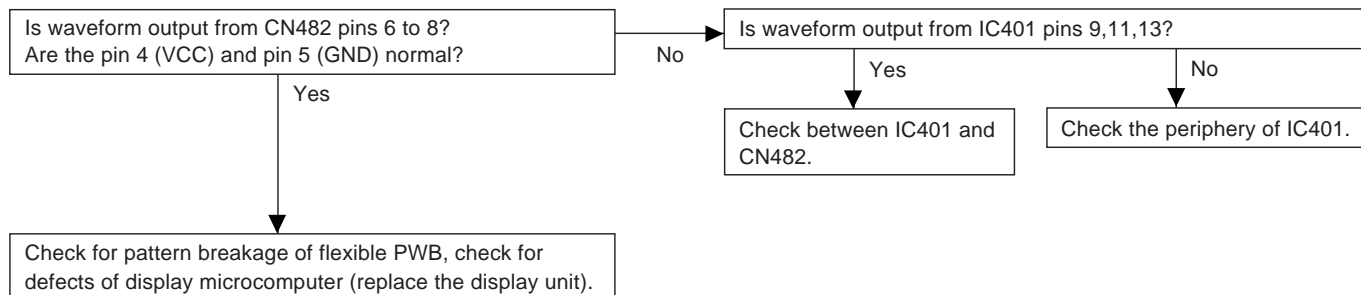 Is waveform output from CN482 pins 6 to 8?
Are the pin 4 (VCC) and pin 5 (GND) normal?
No
Is waveform output from IC401 pins 9,11,13?
Yes
Yes
No
Check between IC401 and
CN482.
Check the periphery of IC401.
Check for pattern breakage of flexible PWB, check for
defects of display microcomputer (replace the display unit).